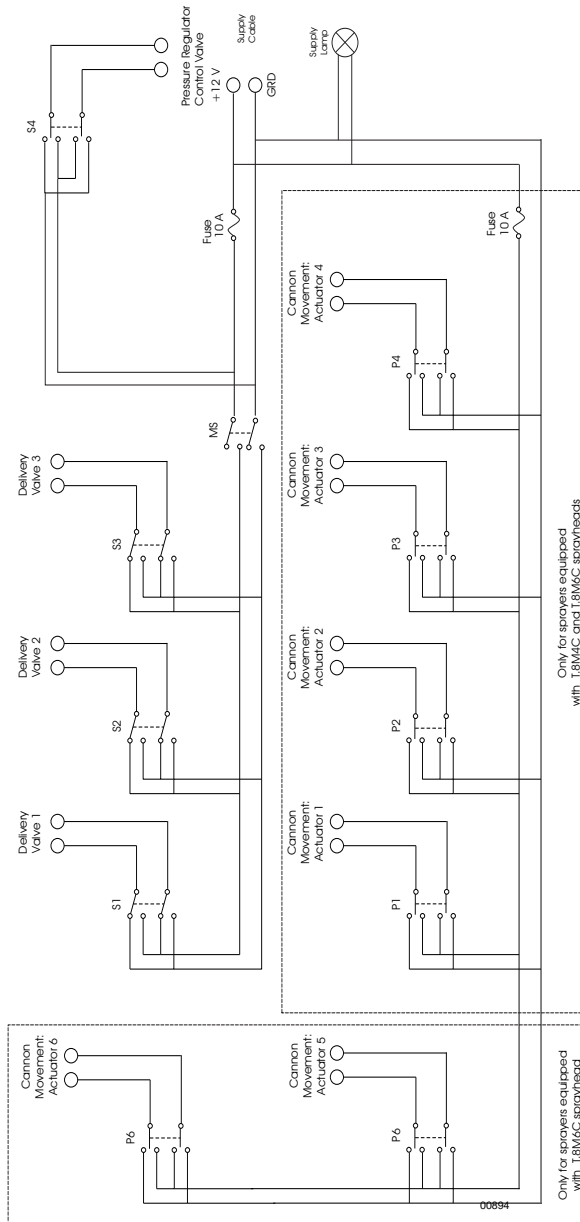 Pressure Regulator
Control Valve
+12 V
Supply
Cable
GRD
Supply
Lamp
S4
Fuse
10 A
Fuse
10 A
MS
Delivery
Valve 3
S3
Delivery
Valve 2
S2
Delivery
Valve 1
S1
Cannon
Movement:
Actuator 4
P4
Cannon
Movement:
Actuator 3
P3
Cannon
Movement:
Actuator 2
P2
Cannon
Movement:
Actuator 1
P1
Only for sprayers equipped
with T.8M4C and T.8M6C sprayheads
Cannon
Movement:
Actuator 6
P6
Cannon
Movement:
Actuator 5
P6
Only for sprayers equipped
with T.8M6C sprayhead
00894